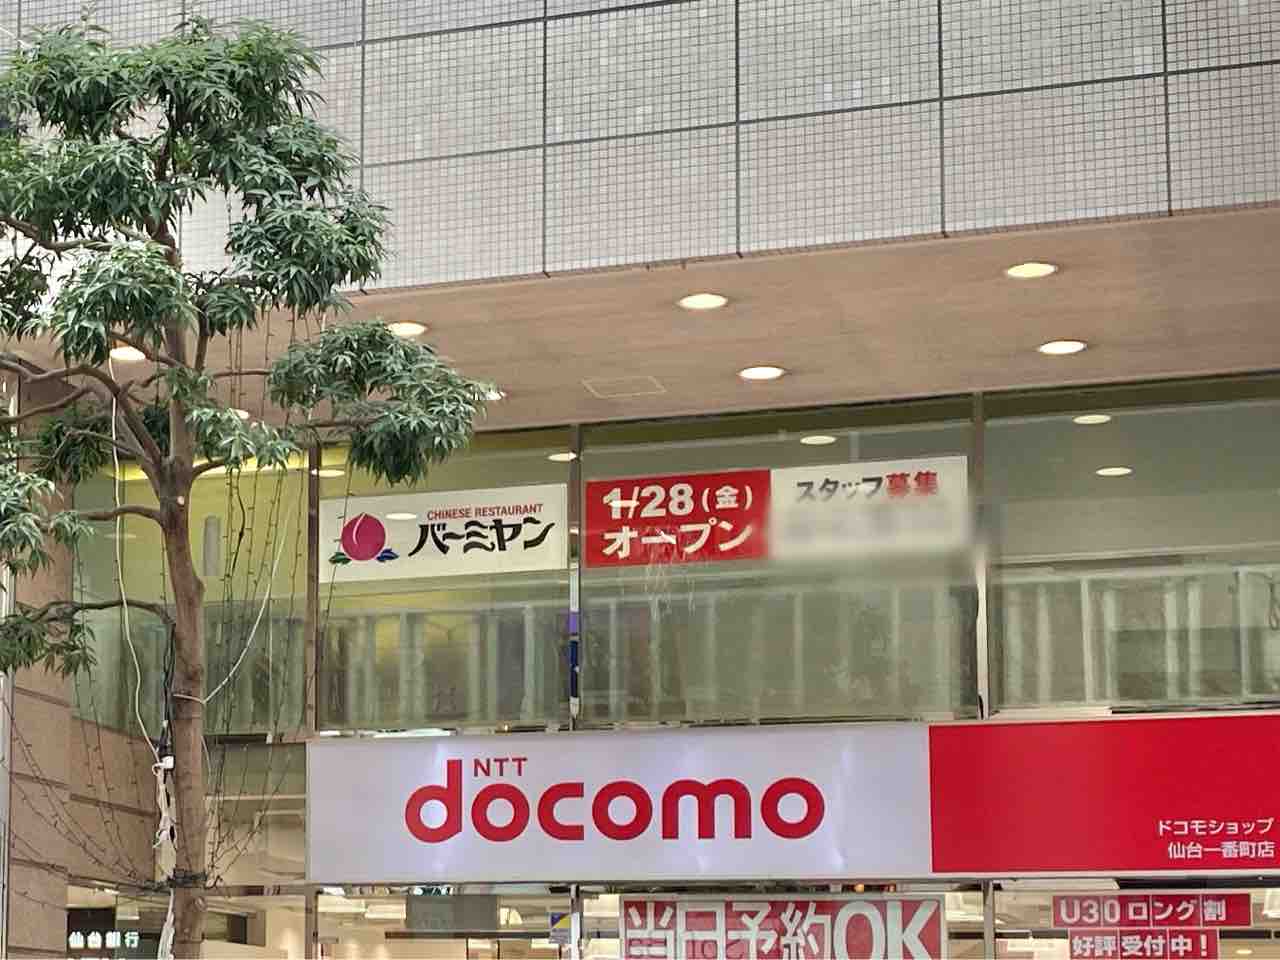 CHINESE RESTAURANT
バーミヤン
1/28(金)
オープン
スタッフ募集
NTT
docomo
ドコモショップ
仙台一番町店
当日予約OK
U30ロング割
好評受付中!
仙台銀行